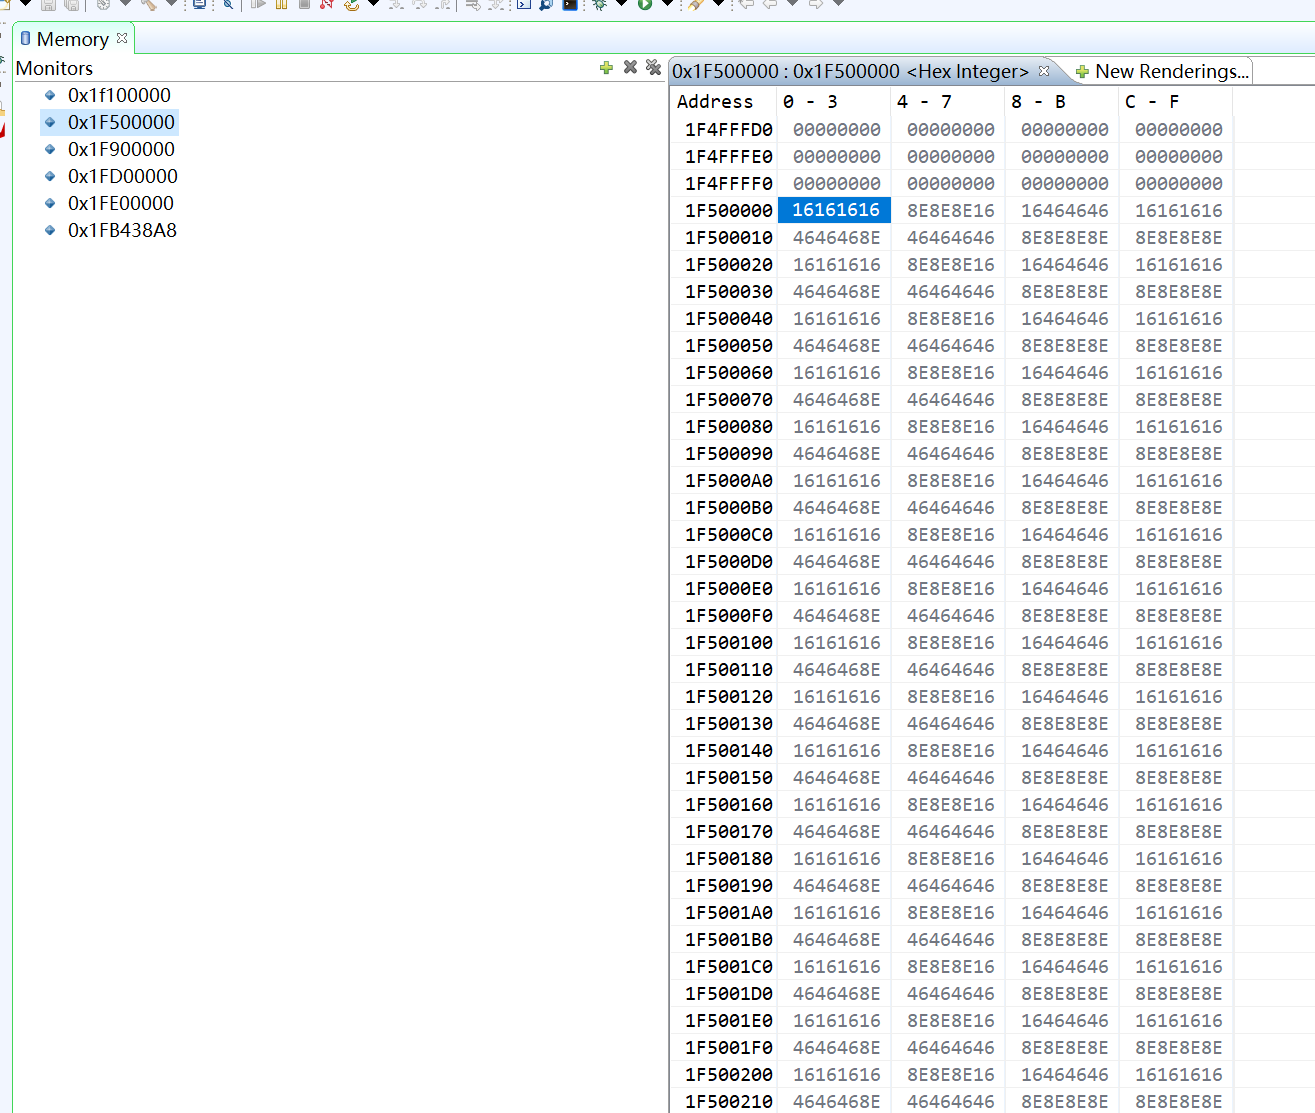 Memory
Monitors
0x1f100000
0x1F500000
0x1F900000
0x1FD00000
0x1FE00000
0x1FB438A8
0x1F500000 : 0x1F500000 <Hex Integer>
New Renderings...
Address 0 - 3 4 - 7 8 - B C - F
1F4FFFD0 00000000 00000000 00000000 00000000
1F4FFFE0 00000000 00000000 00000000 00000000
1F4FFFF0 00000000 00000000 00000000 00000000
1F500000 16161616 8E8E8E16 16464646 16161616
1F500010 4646468E 46464646 8E8E8E8E 8E8E8E8E
1F500020 16161616 8E8E8E16 16464646 16161616
1F500030 4646468E 46464646 8E8E8E8E 8E8E8E8E
1F500040 16161616 8E8E8E16 16464646 16161616
1F500050 4646468E 46464646 8E8E8E8E 8E8E8E8E
1F500060 16161616 8E8E8E16 16464646 16161616
1F500070 4646468E 46464646 8E8E8E8E 8E8E8E8E
1F500080 16161616 8E8E8E16 16464646 16161616
1F500090 4646468E 46464646 8E8E8E8E 8E8E8E8E
1F5000A0 16161616 8E8E8E16 16464646 16161616
1F5000B0 4646468E 46464646 8E8E8E8E 8E8E8E8E
1F5000C0 16161616 8E8E8E16 16464646 16161616
1F5000D0 4646468E 46464646 8E8E8E8E 8E8E8E8E
1F5000E0 16161616 8E8E8E16 16464646 16161616
1F5000F0 4646468E 46464646 8E8E8E8E 8E8E8E8E
1F500100 16161616 8E8E8E16 16464646 16161616
1F500110 4646468E 46464646 8E8E8E8E 8E8E8E8E
1F500120 16161616 8E8E8E16 16464646 16161616
1F500130 4646468E 46464646 8E8E8E8E 8E8E8E8E
1F500140 16161616 8E8E8E16 16464646 16161616
1F500150 4646468E 46464646 8E8E8E8E 8E8E8E8E
1F500160 16161616 8E8E8E16 16464646 16161616
1F500170 4646468E 46464646 8E8E8E8E 8E8E8E8E
1F500180 16161616 8E8E8E16 16464646 16161616
1F500190 4646468E 46464646 8E8E8E8E 8E8E8E8E
1F5001A0 16161616 8E8E8E16 16464646 16161616
1F5001B0 4646468E 46464646 8E8E8E8E 8E8E8E8E
1F5001C0 16161616 8E8E8E16 16464646 16161616
1F5001D0 4646468E 46464646 8E8E8E8E 8E8E8E8E
1F5001E0 16161616 8E8E8E16 16464646 16161616
1F5001F0 4646468E 46464646 8E8E8E8E 8E8E8E8E
1F500200 16161616 8E8E8E16 16464646 16161616
1F500210 4646468E 46464646 8E8E8E8E 8E8E8E8E